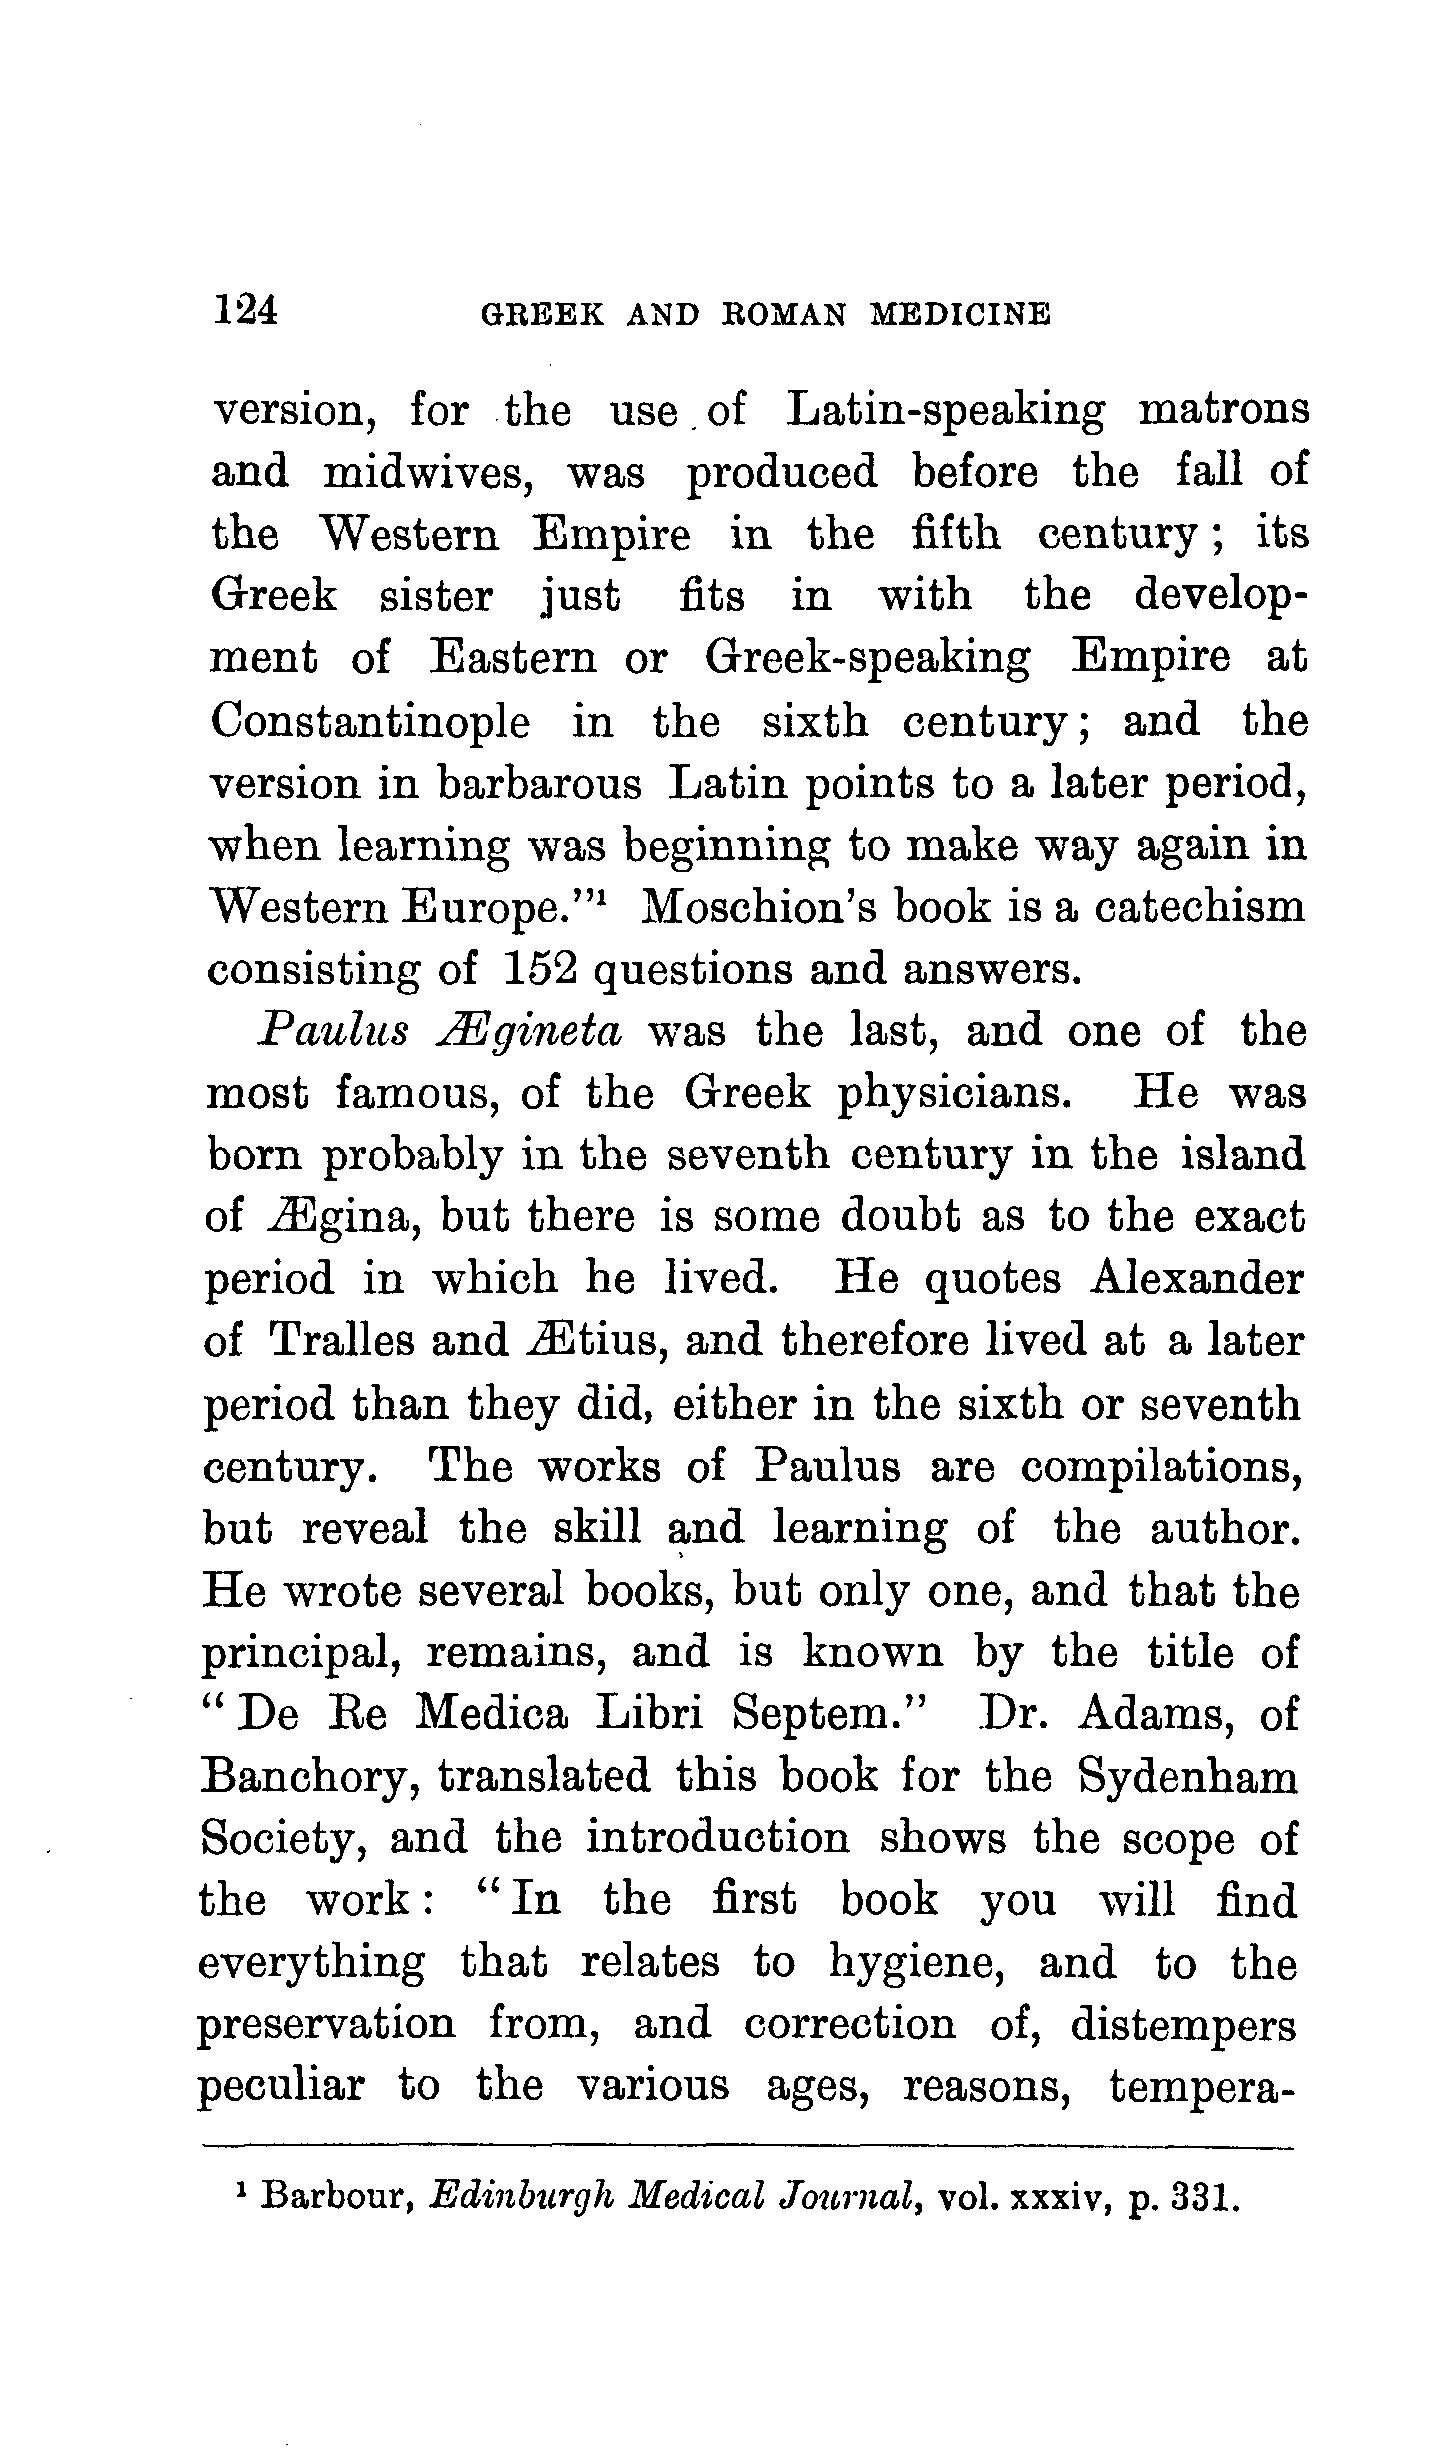 124 GREEK AND ROMAN MEDICINE
version, for the use of Latin-speaking matrons
and midwives, was produced before the fall of
the Western Empire in the fifth century ; its
Greek sister just fits in with the develop-
ment of Eastern or Greek-speaking Empire at
Constantinople in the sixth century ; and the
version in barbarous Latin points to a later period,
when learning was beginning to make way again in
Western Europe."¹ Moschion's book is a catechism
consisting of 152 questions and answers.
Paulus Ægineta was the last, and one of the
most famous, of the Greek physicians. He was
born probably in the seventh century in the island
of Ægina, but there is some doubt as to the exact
period in which he lived. He quotes Alexander
of Tralles and Ætius, and therefore lived at a later
period than they did, either in the sixth or seventh
century. The works of Paulus are compilations,
but reveal the skill and learning of the author.
He wrote several books, but only one, and that the
principal, remains, and is known by the title of
" De Re Medica Libri Septem." Dr. Adams, of
Banchory, translated this book for the Sydenham
Society, and the introduction shows the scope of
the work : " In the first book you will find
everything that relates to hygiene, and to the
preservation from, and correction of, distempers
peculiar to the various ages, reasons, tempera-
¹ Barbour, Edinburgh Medical Journal, vol. xxxiv, p. 331.